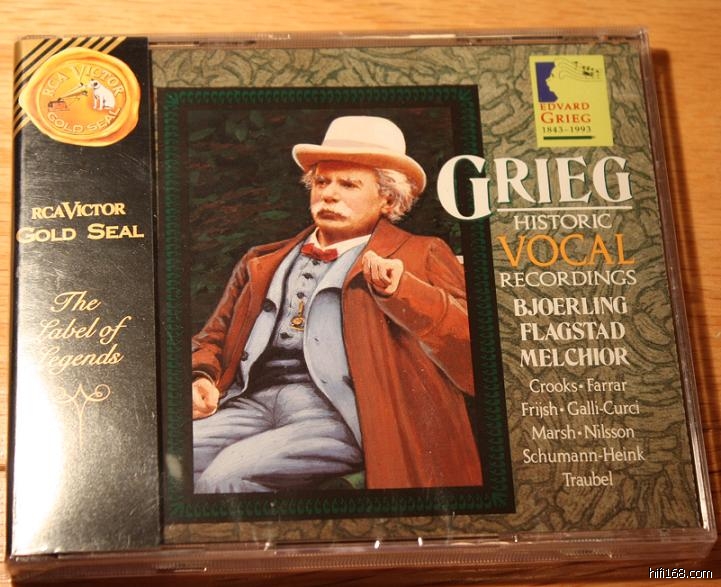 RCA VICTOR
GOLD SEAL
RCA VICTOR
GOLD SEAL
The
Label of
Legends
EDVARD
GRIEG
1843-1993
GRIEG
HISTORIC
VOCAL
RECORDINGS
BJOERLING
FLAGSTAD
MELCHIOR
Crooks • Farrar
Frijsh • Galli-Curci
Marsh • Nilsson
Schumann-Heink
Traubel
hifi168.com